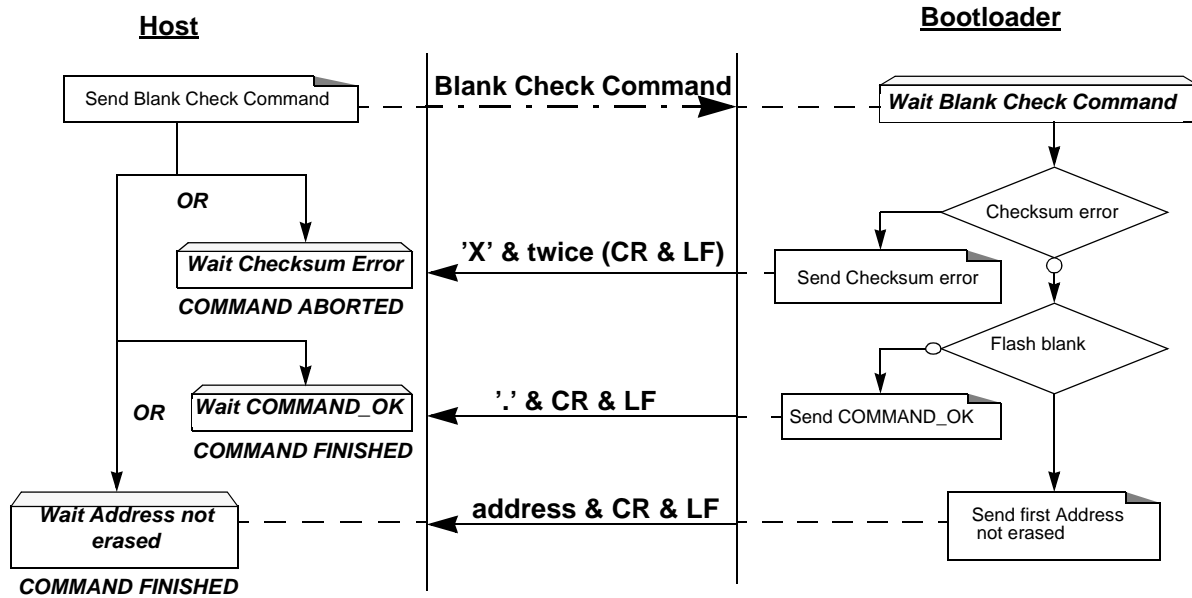 Host
Bootloader
Send Blank Check Command
Blank Check Command
Wait Blank Check Command
OR
Checksum error
Wait Checksum Error
’X’ & twice (CR & LF)
Send Checksum error
COMMAND ABORTED
Flash blank
OR
Wait COMMAND_OK
’.’ & CR & LF
Send COMMAND_OK
COMMAND FINISHED
Wait Address not
erased
address & CR & LF
Send first Address
not erased
COMMAND FINISHED